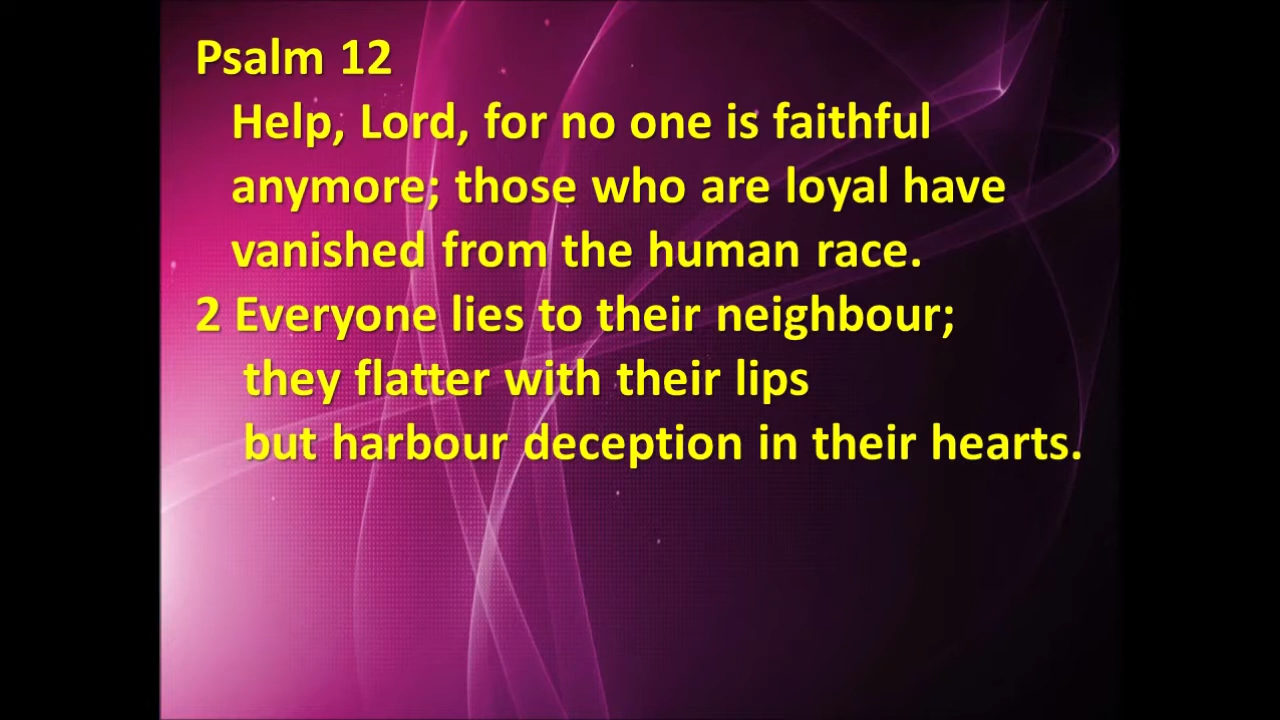 Psalm 12
Help, Lord, for no one is faithful
anymore; those who are loyal have
vanished from the human race.
2 Everyone lies to their neighbour;
they flatter with their lips
but harbour deception in their hearts.